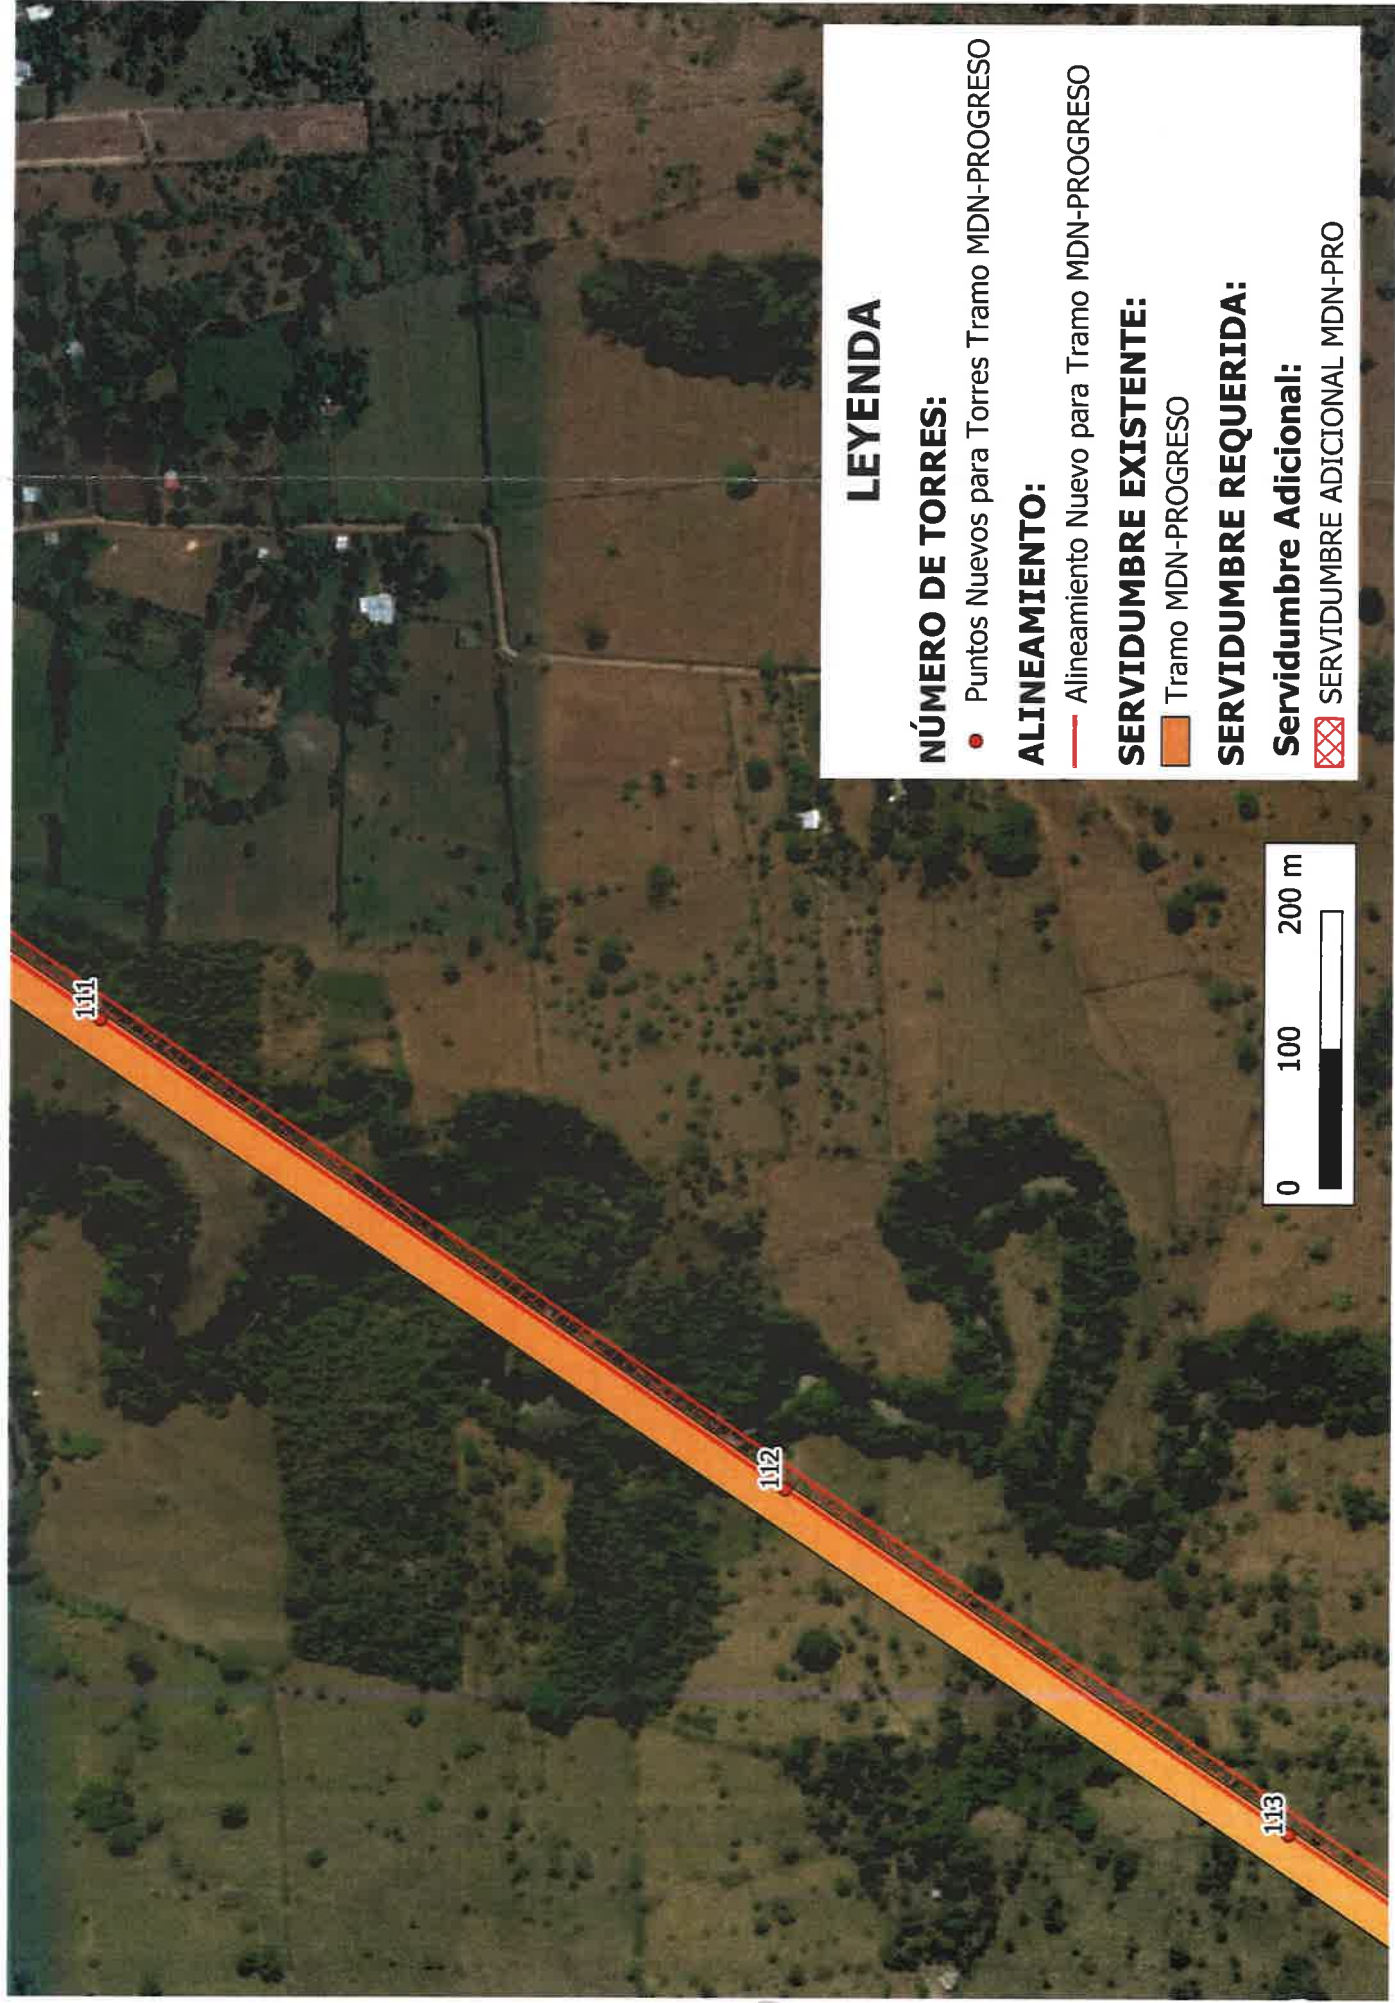 111
112
113
LEYENDA
NÚMERO DE TORRES:
Puntos Nuevos para Torres Tramo MDN-PROGRESO
ALINEAMIENTO:
Alineamiento Nuevo para Tramo MDN-PROGRESO
SERVIDUMBRE EXISTENTE:
Tramo MDN-PROGRESO
SERVIDUMBRE REQUERIDA:
Servidumbre Adicional:
SERVIDUMBRE ADICIONAL MDN-PRO
0 100 200 m